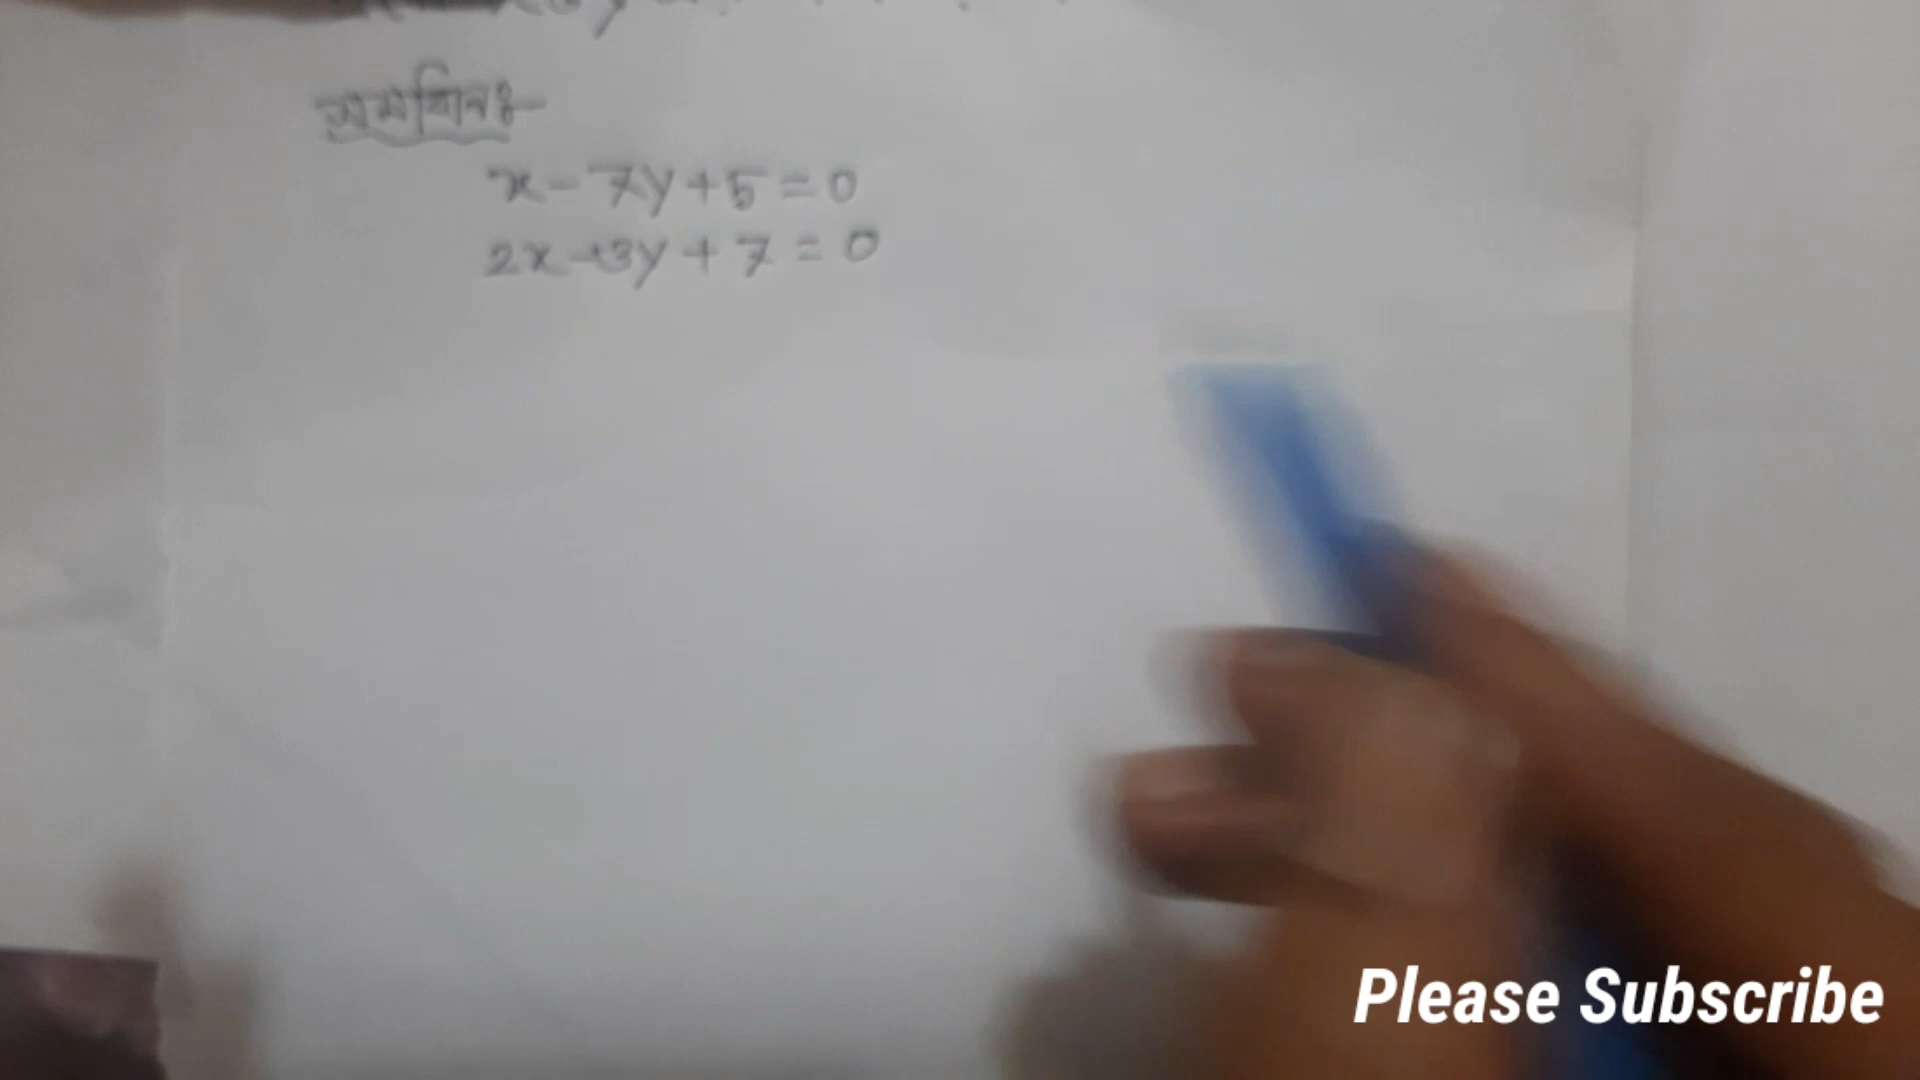 সমাধানঃ
x - 7y + 5 = 0
2x + 3y + 7 = 0
Please Subscribe